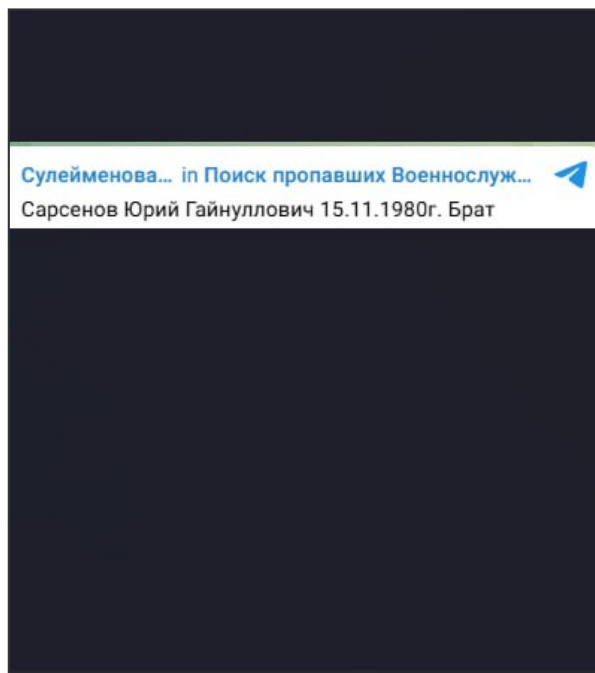 Сулейменова... in Поиск пропавших Военнослуж...
Сарсенов Юрий Гайнуллович 15.11.1980г. Брат